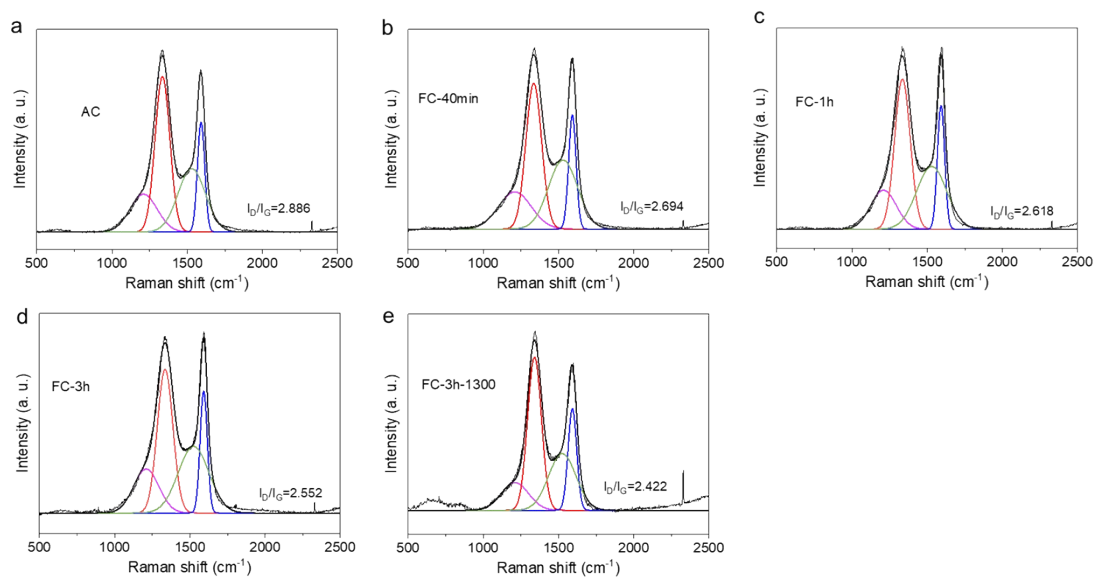 a
Intensity (a. u.)
AC
I_D/I_G=2.886
500 1000 1500 2000 2500
Raman shift (cm⁻¹)
b
Intensity (a. u.)
FC-40min
I_D/I_G=2.694
500 1000 1500 2000 2500
Raman shift (cm⁻¹)
c
Intensity (a. u.)
FC-1h
I_D/I_G=2.618
500 1000 1500 2000 2500
Raman shift (cm⁻¹)
d
Intensity (a. u.)
FC-3h
I_D/I_G=2.552
500 1000 1500 2000 2500
Raman shift (cm⁻¹)
e
Intensity (a. u.)
FC-3h-1300
I_D/I_G=2.422
500 1000 1500 2000 2500
Raman shift (cm⁻¹)